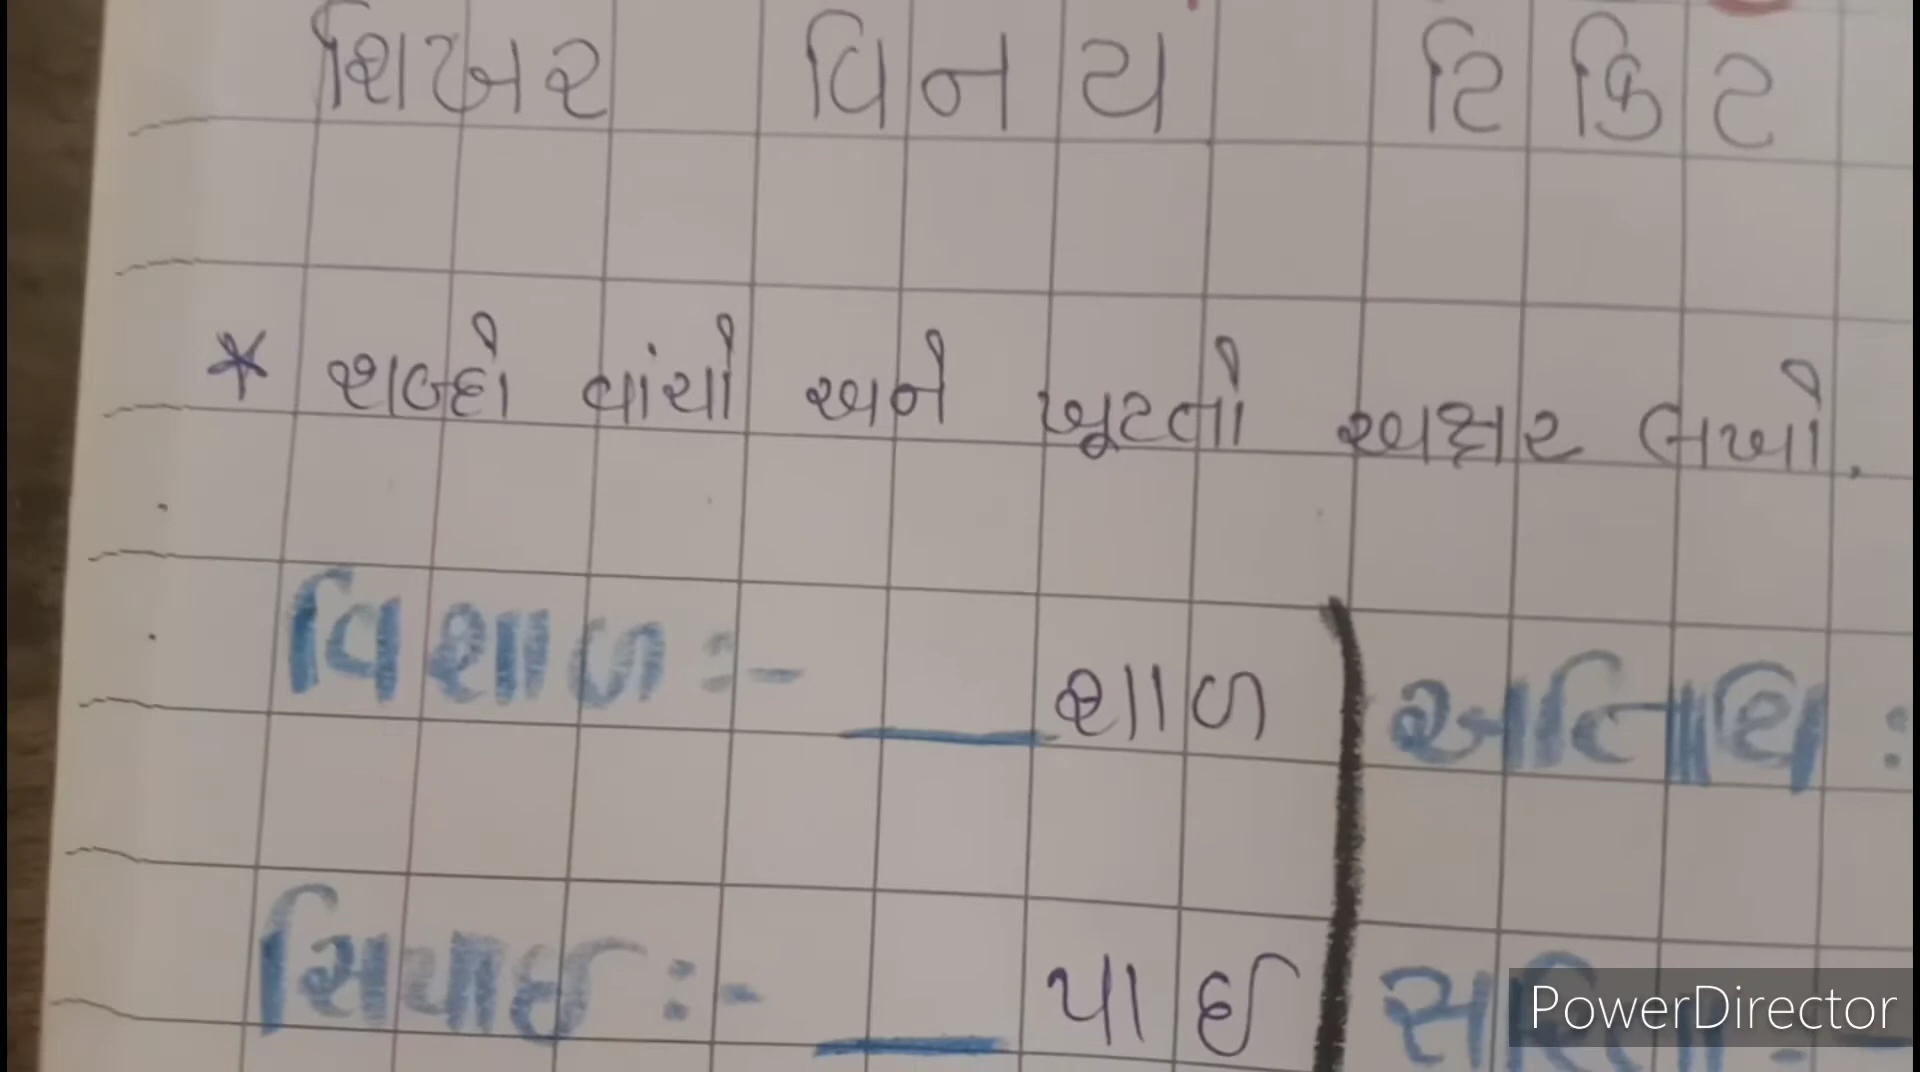 શિખર વિનય ટિકિટ
* શબ્દો વાંચો અને ખૂટતો અક્ષર લખો.
વિશાળ :- ___ શાળ અતિથિ :
સિપાઈ :- ___ પાઈ
PowerDirector